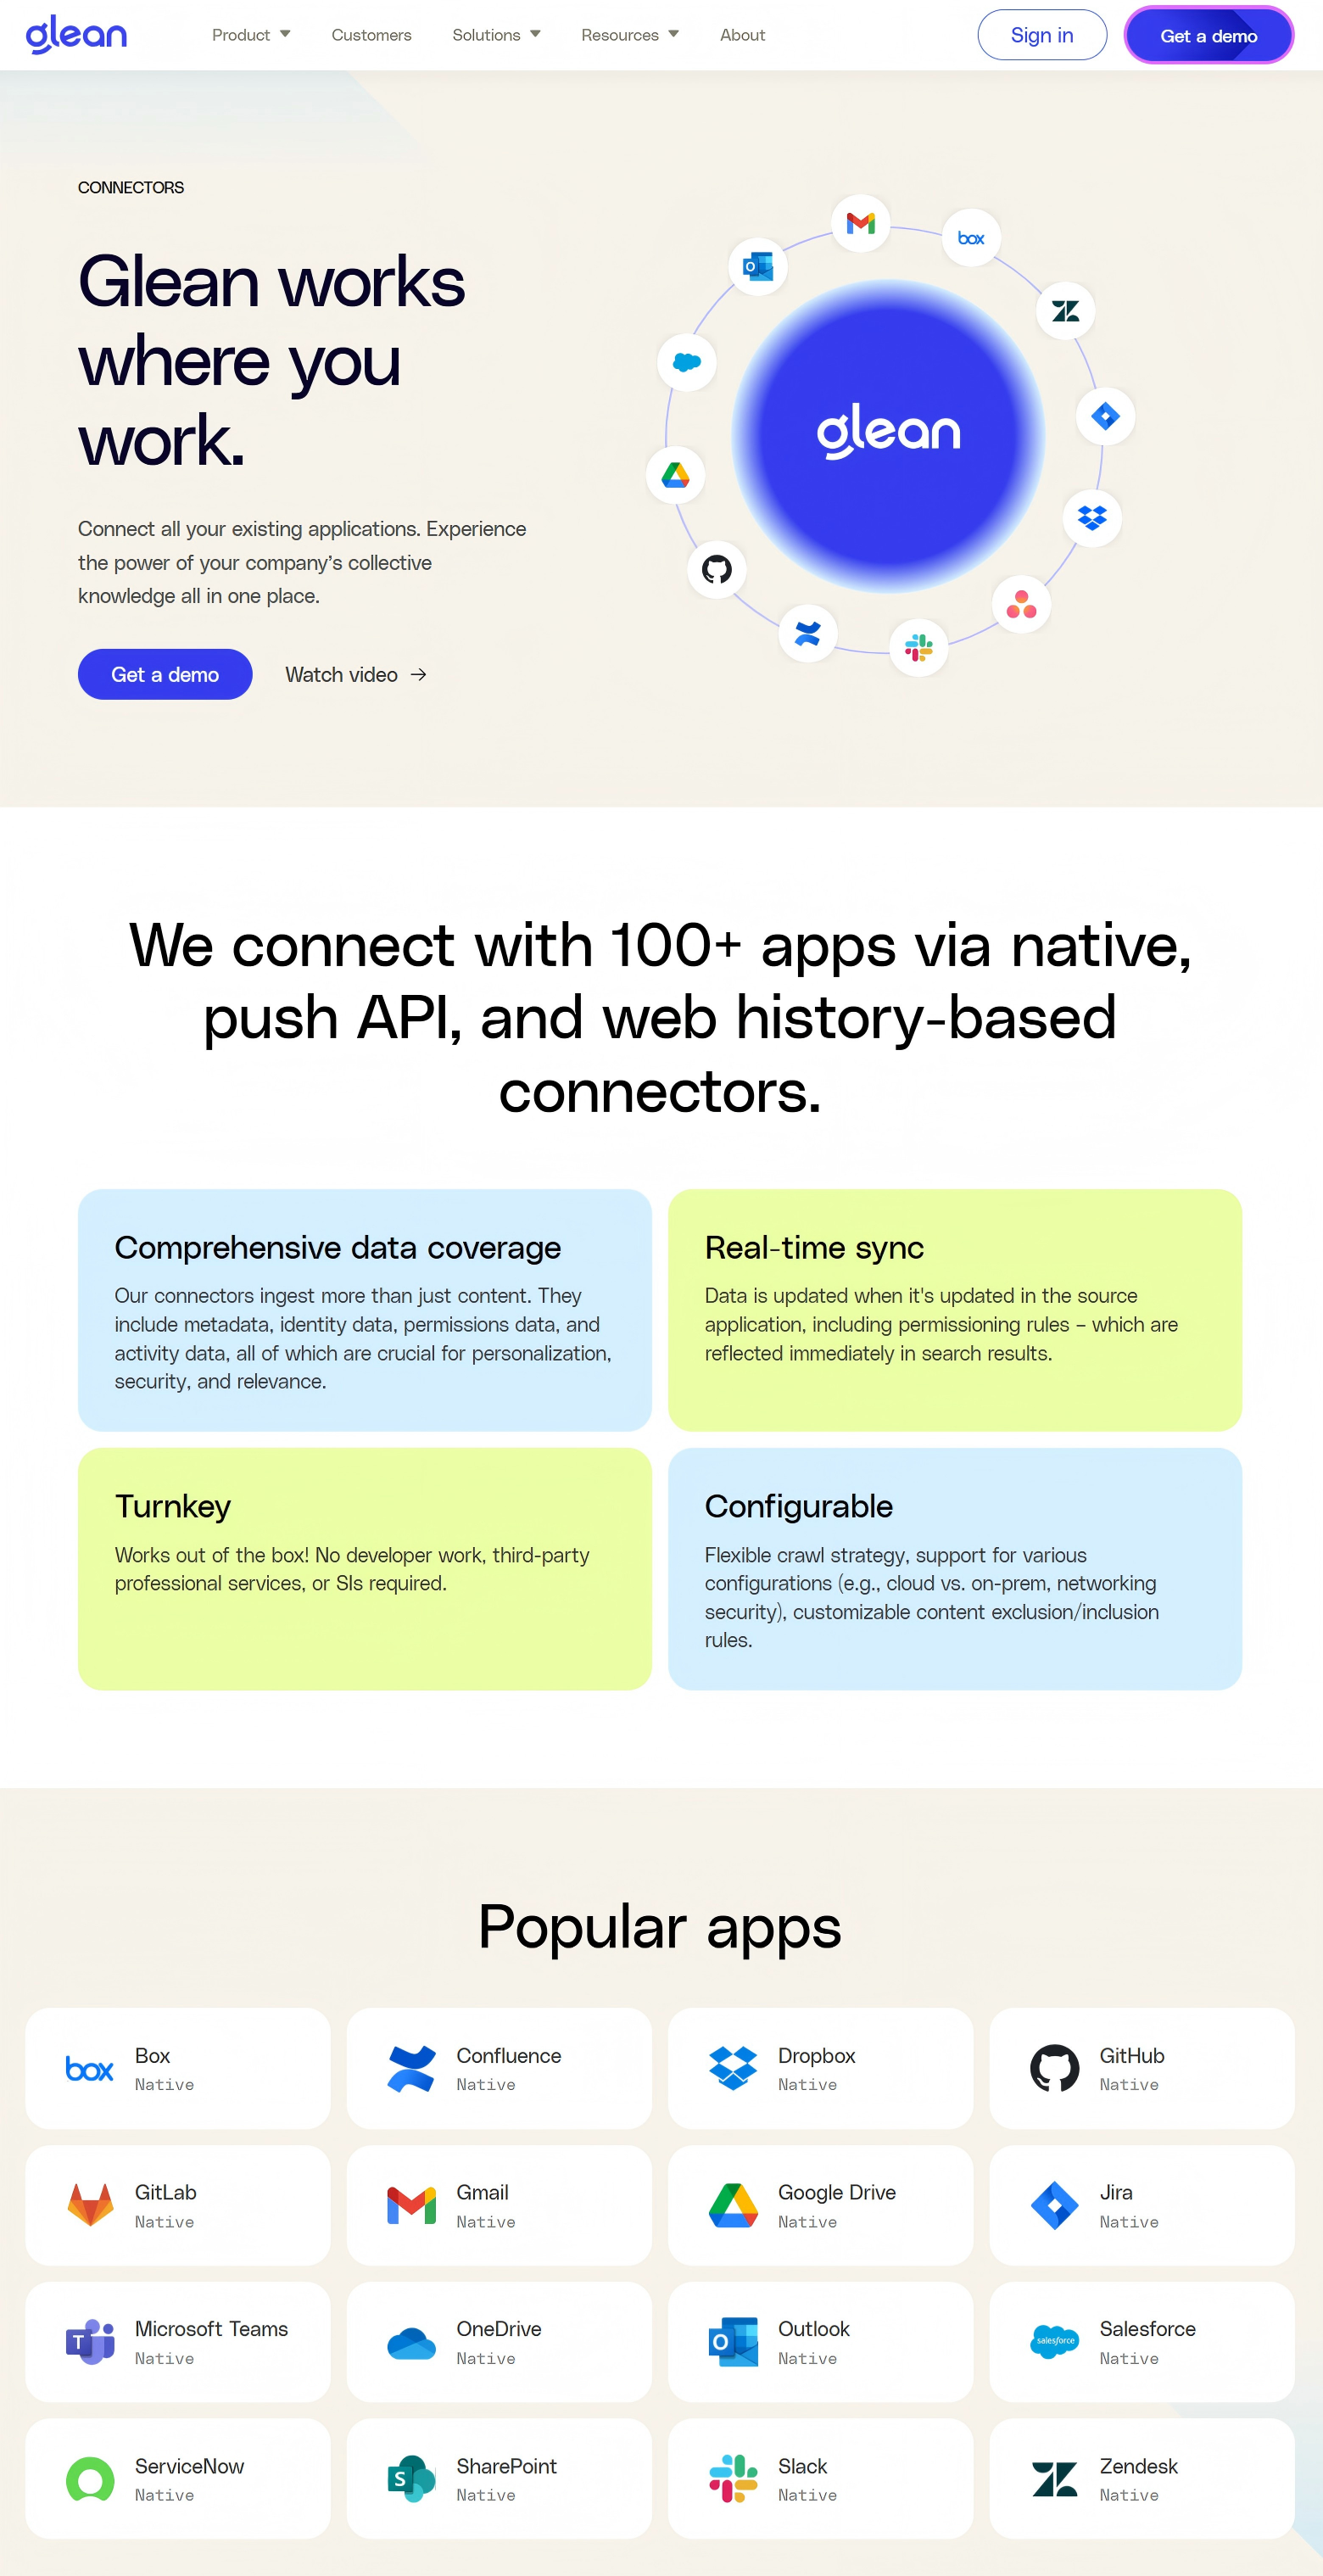 glean
Product
Customers
Solutions
Resources
About
Sign in
Get a demo
CONNECTORS
Glean works
where you
work.
Connect all your existing applications. Experience
the power of your company’s collective
knowledge all in one place.
Get a demo
Watch video →
box
glean
We connect with 100+ apps via native,
push API, and web history-based
connectors.
Comprehensive data coverage
Our connectors ingest more than just content. They
include metadata, identity data, permissions data, and
activity data, all of which are crucial for personalization,
security, and relevance.
Real-time sync
Data is updated when it's updated in the source
application, including permissioning rules – which are
reflected immediately in search results.
Turnkey
Works out of the box! No developer work, third-party
professional services, or SIs required.
Configurable
Flexible crawl strategy, support for various
configurations (e.g., cloud vs. on-prem, networking
security), customizable content exclusion/inclusion
rules.
Popular apps
box
Box
Native
Confluence
Native
Dropbox
Native
GitHub
Native
GitLab
Native
Gmail
Native
Google Drive
Native
Jira
Native
T
Microsoft Teams
Native
OneDrive
Native
O
Outlook
Native
salesforce
Salesforce
Native
ServiceNow
Native
S
SharePoint
Native
Slack
Native
Zendesk
Native